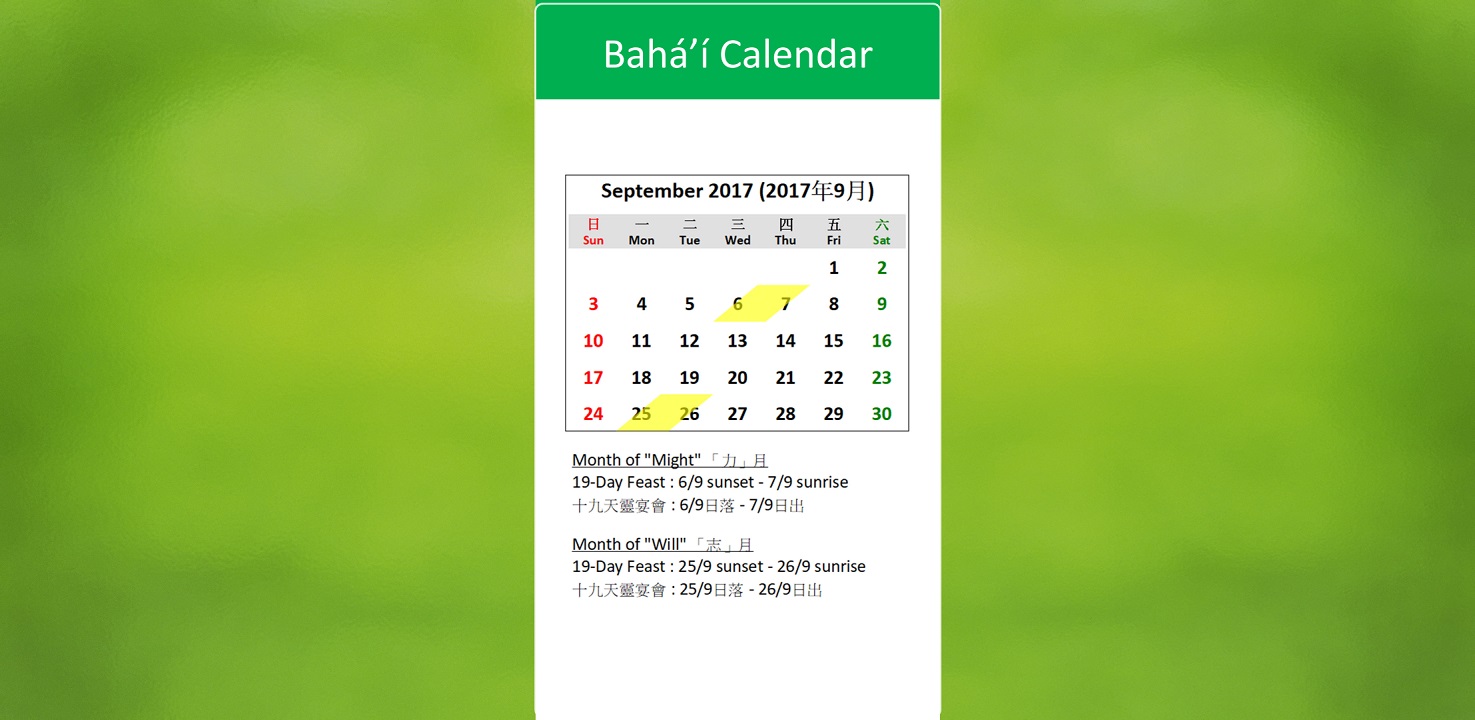 Bahá’í Calendar
September 2017 (2017年9月)
日 一 二 三 四 五 六
Sun Mon Tue Wed Thu Fri Sat
1 2
3 4 5 6 7 8 9
10 11 12 13 14 15 16
17 18 19 20 21 22 23
24 25 26 27 28 29 30
Month of "Might" 「力」月
19-Day Feast : 6/9 sunset - 7/9 sunrise
十九天靈宴會 : 6/9日落 - 7/9日出
Month of "Will" 「志」月
19-Day Feast : 25/9 sunset - 26/9 sunrise
十九天靈宴會 : 25/9日落 - 26/9日出